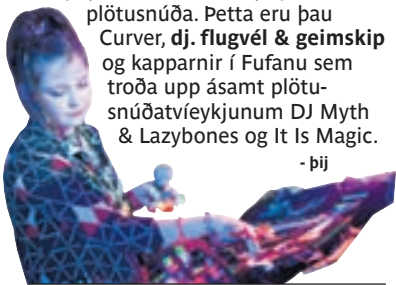 plötusnúða. Þetta eru þau
Curver, dj. flugvél & geimskip
og kapparnir í Fufanu sem
troða upp ásamt plötu-
snúðatvíeykjunum DJ Myth
& Lazybones og It Is Magic.
- þij